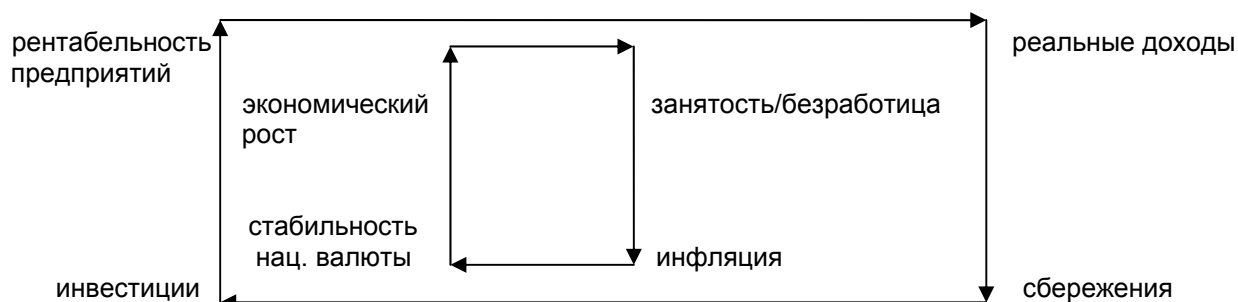 рентабельность
предприятий
реальные доходы
экономический
рост
занятость/безработица
стабильность
нац. валюты
инфляция
инвестиции
сбережения